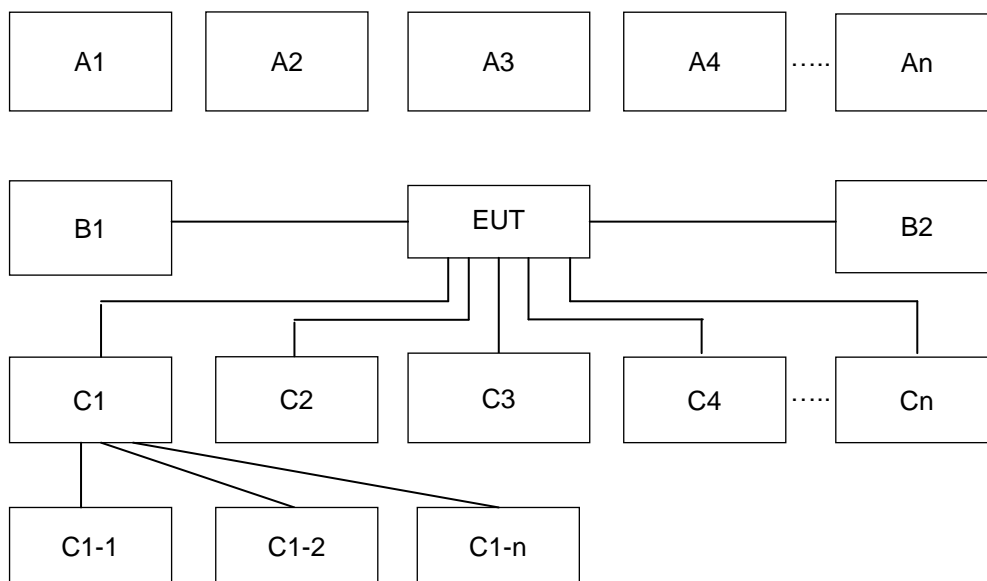 A1 A2 A3 A4 ..... An
B1 EUT B2
C1 C2 C3 C4 ..... Cn
C1-1 C1-2 C1-n